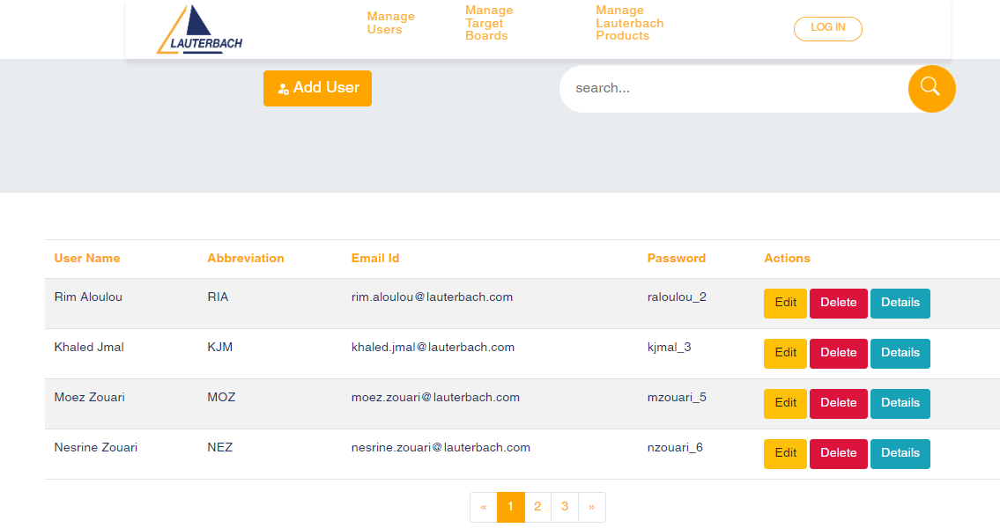 LAUTERBACH
Manage
Users
Manage
Target
Boards
Manage
Lauterbach
Products
LOG IN
Add User
search...
User Name Abbreviation Email Id Password Actions
Rim Aloulou RIA rim.aloulou@lauterbach.com raloulou_2 Edit Delete Details
Khaled Jmal KJM khaled.jmal@lauterbach.com kjmal_3 Edit Delete Details
Moez Zouari MOZ moez.zouari@lauterbach.com mzouari_5 Edit Delete Details
Nesrine Zouari NEZ nesrine.zouari@lauterbach.com nzouari_6 Edit Delete Details
« 1 2 3 »